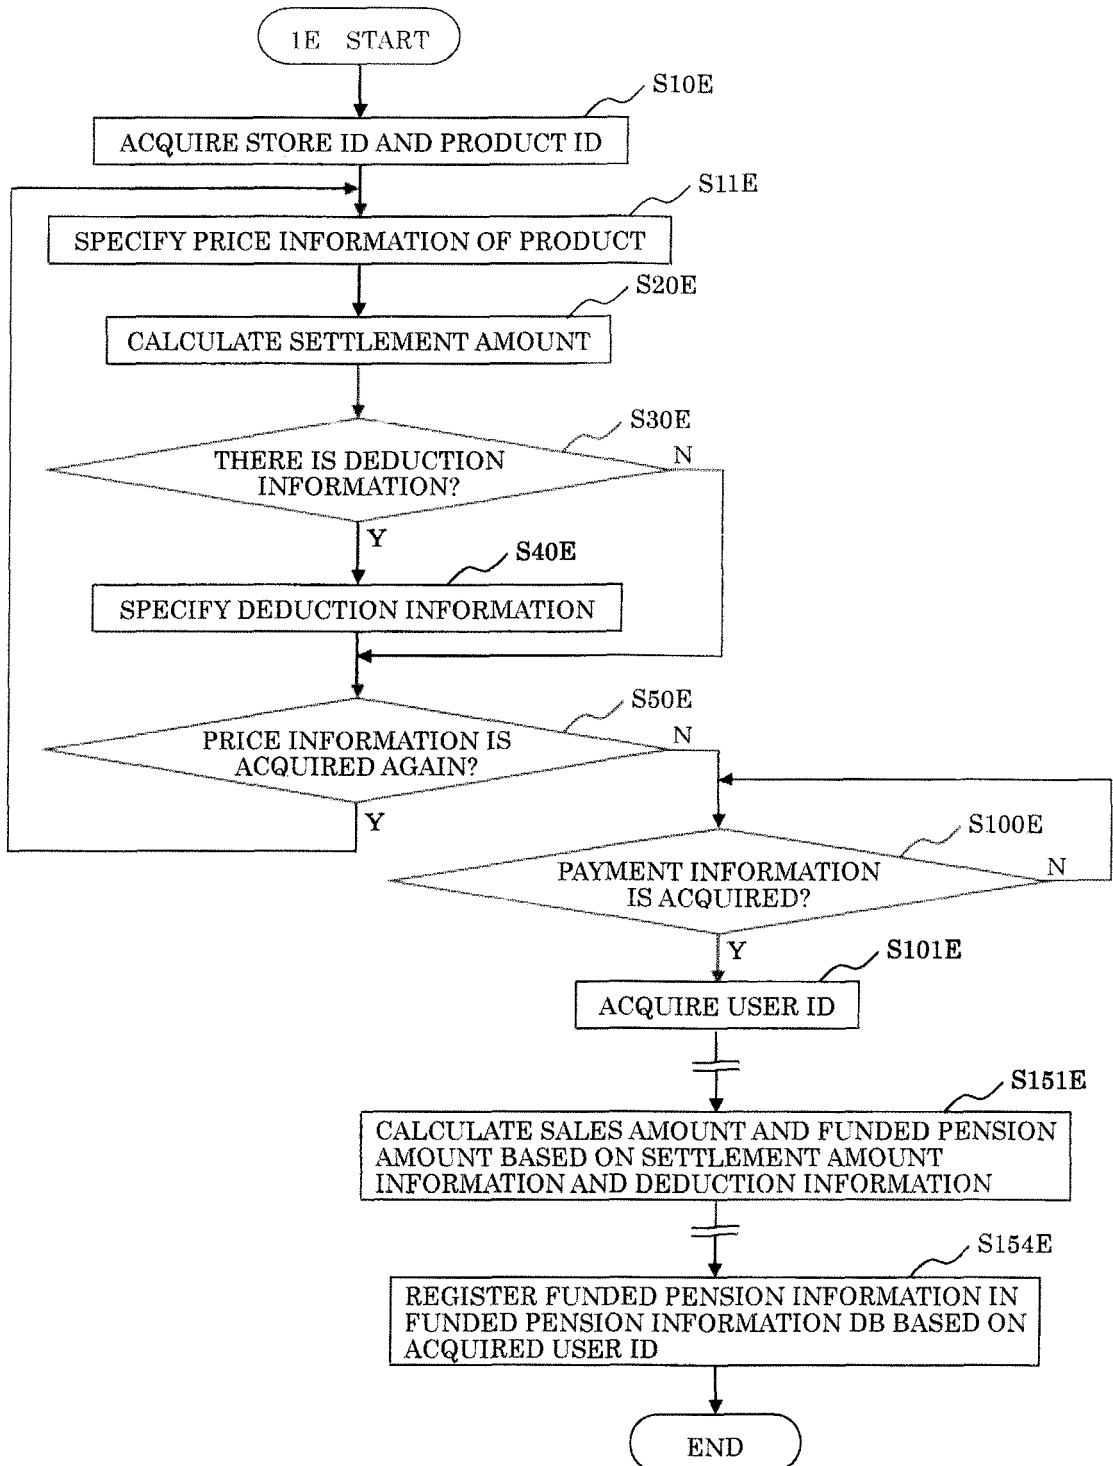 1E START
S10E
ACQUIRE STORE ID AND PRODUCT ID
S11E
SPECIFY PRICE INFORMATION OF PRODUCT
S20E
CALCULATE SETTLEMENT AMOUNT
S30E
THERE IS DEDUCTION
INFORMATION?
N
Y
S40E
SPECIFY DEDUCTION INFORMATION
S50E
PRICE INFORMATION IS
ACQUIRED AGAIN?
N
Y
S100E
PAYMENT INFORMATION
IS ACQUIRED?
N
Y
S101E
ACQUIRE USER ID
S151E
CALCULATE SALES AMOUNT AND FUNDED PENSION
AMOUNT BASED ON SETTLEMENT AMOUNT
INFORMATION AND DEDUCTION INFORMATION
S154E
REGISTER FUNDED PENSION INFORMATION IN
FUNDED PENSION INFORMATION DB BASED ON
ACQUIRED USER ID
END